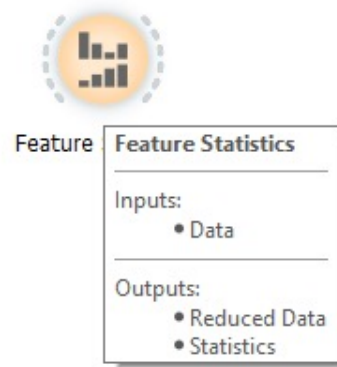 Feature
Feature Statistics
Inputs:
• Data
Outputs:
• Reduced Data
• Statistics